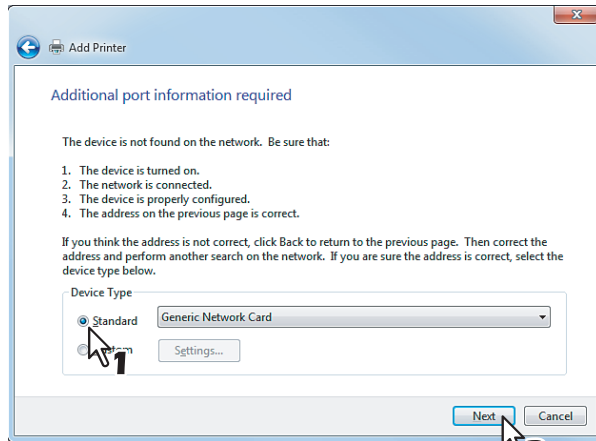 Add Printer
Additional port information required
The device is not found on the network. Be sure that:
1. The device is turned on.
2. The network is connected.
3. The device is properly configured.
4. The address on the previous page is correct.
If you think the address is not correct, click Back to return to the previous page. Then correct the
address and perform another search on the network. If you are sure the address is correct, select the
device type below.
Device Type
Standard
Generic Network Card
1
Settings...
Next
Cancel